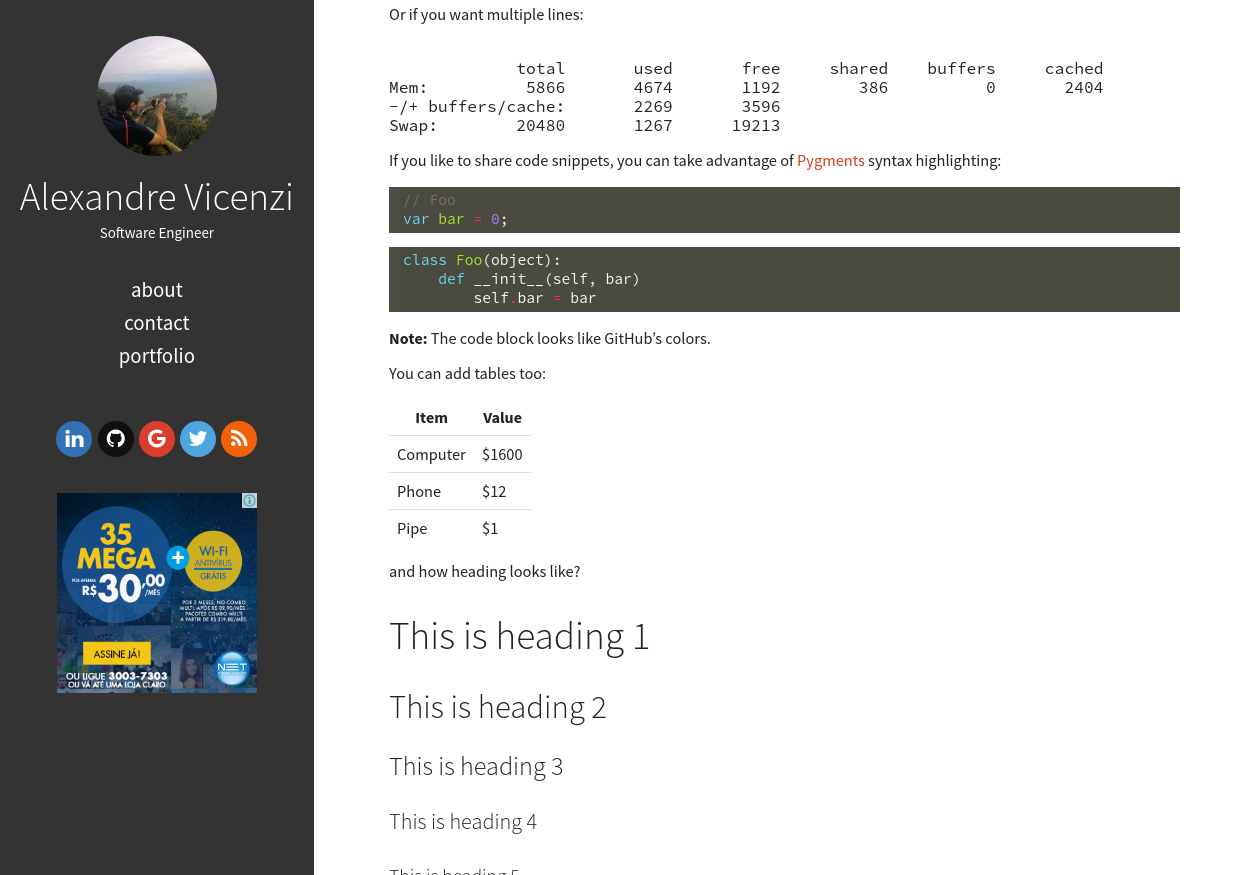 Alexandre Vicenzi
Software Engineer
about
contact
portfolio
in
35
MEGA
POR APENAS
R$30,00
/MÊS
+
WI-FI
ANTIVÍRUS
GRÁTIS
POR 3 MESES, NO COMBO
MULTI. APÓS R$ 89,90/MÊS.
PACOTES COMBO MULTI
A PARTIR DE R$ 219,80/MÊS.
ASSINE JÁ!
NET
OU LIGUE 3003-7303
OU VÁ ATÉ UMA LOJA CLARO
Or if you want multiple lines:
total used free shared buffers cached
Mem: 5866 4674 1192 386 0 2404
-/+ buffers/cache: 2269 3596
Swap: 20480 1267 19213
If you like to share code snippets, you can take advantage of Pygments syntax highlighting:
// Foo
var bar = 0;
class Foo(object):
    def __init__(self, bar)
        self.bar = bar
Note: The code block looks like GitHub’s colors.
You can add tables too:
Item Value
Computer $1600
Phone $12
Pipe $1
and how heading looks like?
This is heading 1
This is heading 2
This is heading 3
This is heading 4
This is heading 5